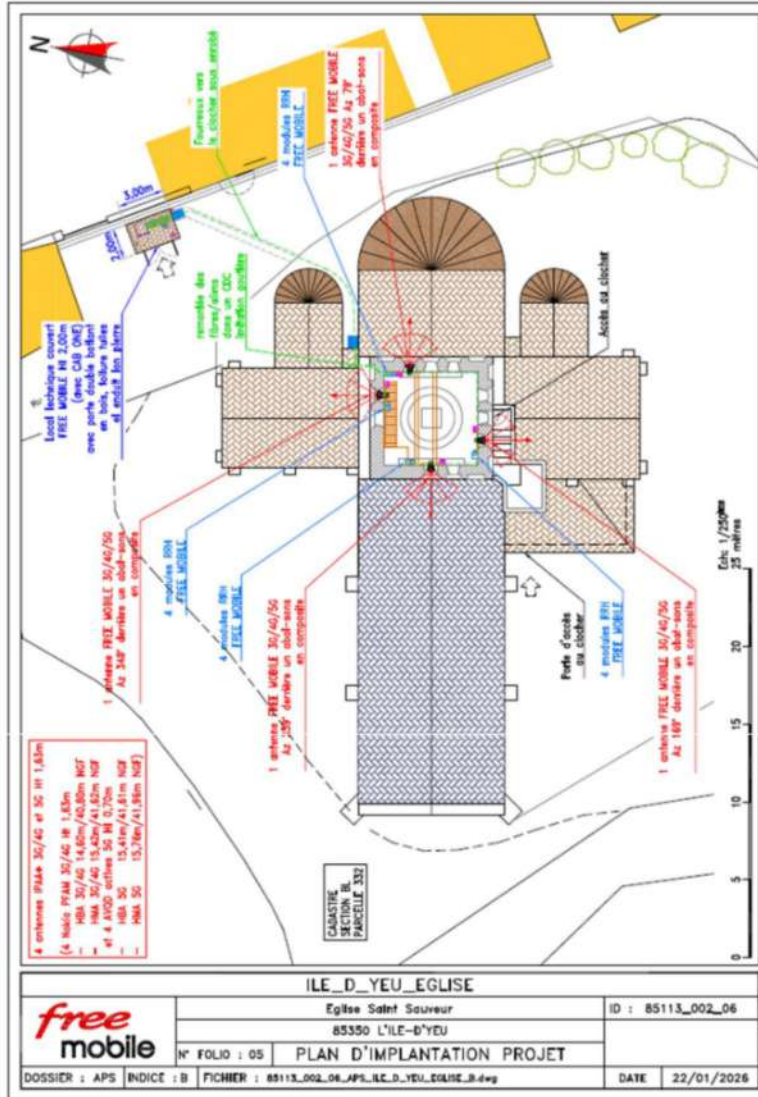 N
Fourreaux vers
le clocher sous enrobé
4 modules RRH
FREE MOBILE
1 antenne FREE MOBILE
3G/4G/5G Az 79°
derrière un abat-sons
en composite
3,00m
2,00m
remontée des
fibres/alims
dans un CDC
imitation gouttière
Local technique couvert
FREE MOBILE Ht 2,00m
(avec CAB ONE)
avec porte double battant
en bois, toiture tuiles
et enduit ton pierre
Accès au clocher
1 antenne FREE MOBILE 3G/4G/5G
Az 348° derrière un abat-sons
en composite
4 modules RRH
FREE MOBILE
4 modules RRH
FREE MOBILE
1 antenne FREE MOBILE 3G/4G/5G
derrière un abat-sons
en composite
Porte d'accès
au clocher
4 modules RRH
FREE MOBILE
1 antenne FREE MOBILE 3G/4G/5G
Az 169° derrière un abat-sons
en composite
4 antennes IPAA+ 3G/4G et 5G Ht 1,63m
(4 Nokia PFAM 3G/4G Ht 1,63m
- HBA 3G/4G 14,60m/40,80m NGF
- HMA 3G/4G 15,42m/41,62m NGF
et 4 AVQD actives 5G Ht 0,70m
- HBA 5G 15,41m/41,61m NGF
- HMA 5G 15,76m/41,96m NGF)
CADASTRE
SECTION BL
PARCELLE 332
Ech: 1/250ème
25 mètres
0 5 10 15 20
ILE_D_YEU_EGLISE
free
mobile
Eglise Saint Sauveur
ID : 85113_002_06
85350 L'ILE-D'YEU
N° FOLIO : 05
PLAN D'IMPLANTATION PROJET
DOSSIER : APS
INDICE : B
FICHIER : 85113_002_06_APS_ILE_D_YEU_EGLISE_B.dwg
DATE
22/01/2026